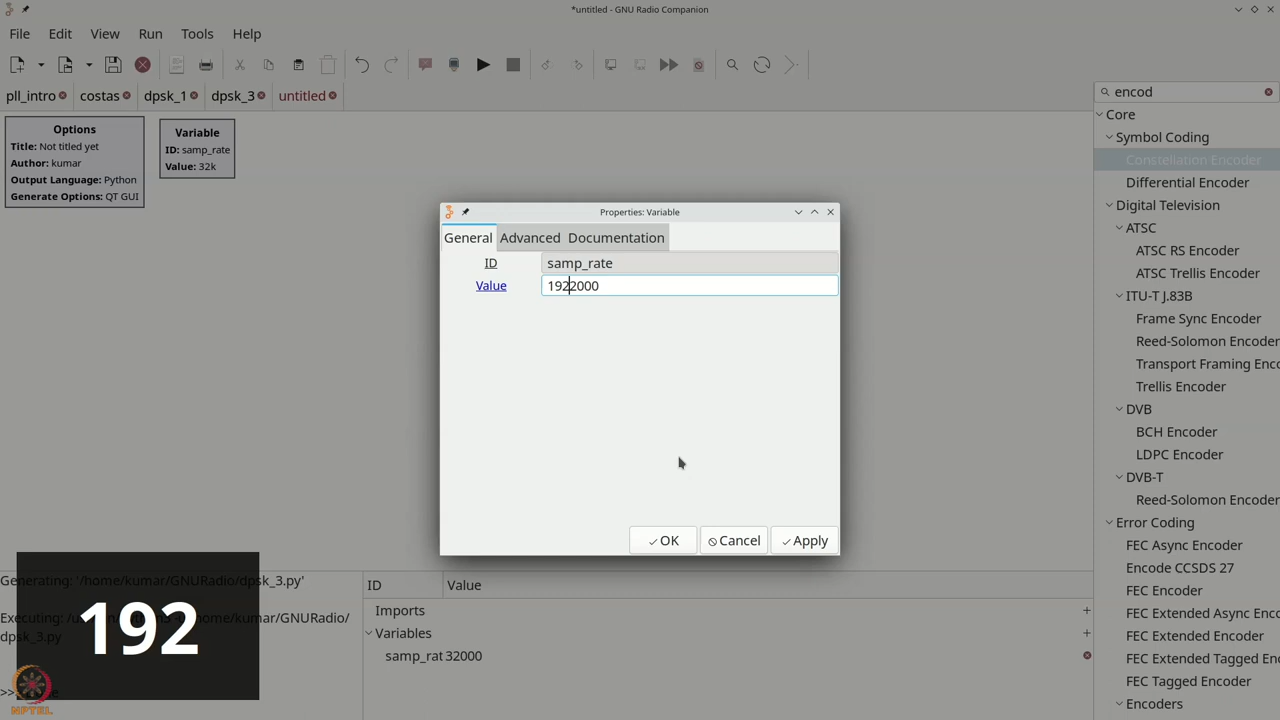 *untitled - GNU Radio Companion
File Edit View Run Tools Help
pll_intro costas dpsk_1 dpsk_3 untitled
encod
Options
Title: Not titled yet
Author: kumar
Output Language: Python
Generate Options: QT GUI
Variable
ID: samp_rate
Value: 32k
Properties: Variable
General Advanced Documentation
ID samp_rate
Value 1922000
OK Cancel Apply
Core
Symbol Coding
Constellation Encoder
Differential Encoder
Digital Television
ATSC
ATSC RS Encoder
ATSC Trellis Encoder
ITU-T J.83B
Frame Sync Encoder
Reed-Solomon Encoder
Transport Framing Enc
Trellis Encoder
DVB
BCH Encoder
LDPC Encoder
DVB-T
Reed-Solomon Encoder
Error Coding
FEC Async Encoder
Encode CCSDS 27
FEC Encoder
FEC Extended Async Enc
FEC Extended Encoder
FEC Extended Tagged En
FEC Tagged Encoder
Encoders
Generating: '/home/kumar/GNURadio/dpsk_3.py'
Executing: /u home/kumar/GNURadio/
dpsk_3.py
>>
192
NPTEL
ID Value
Imports
Variables
samp_rat 32000